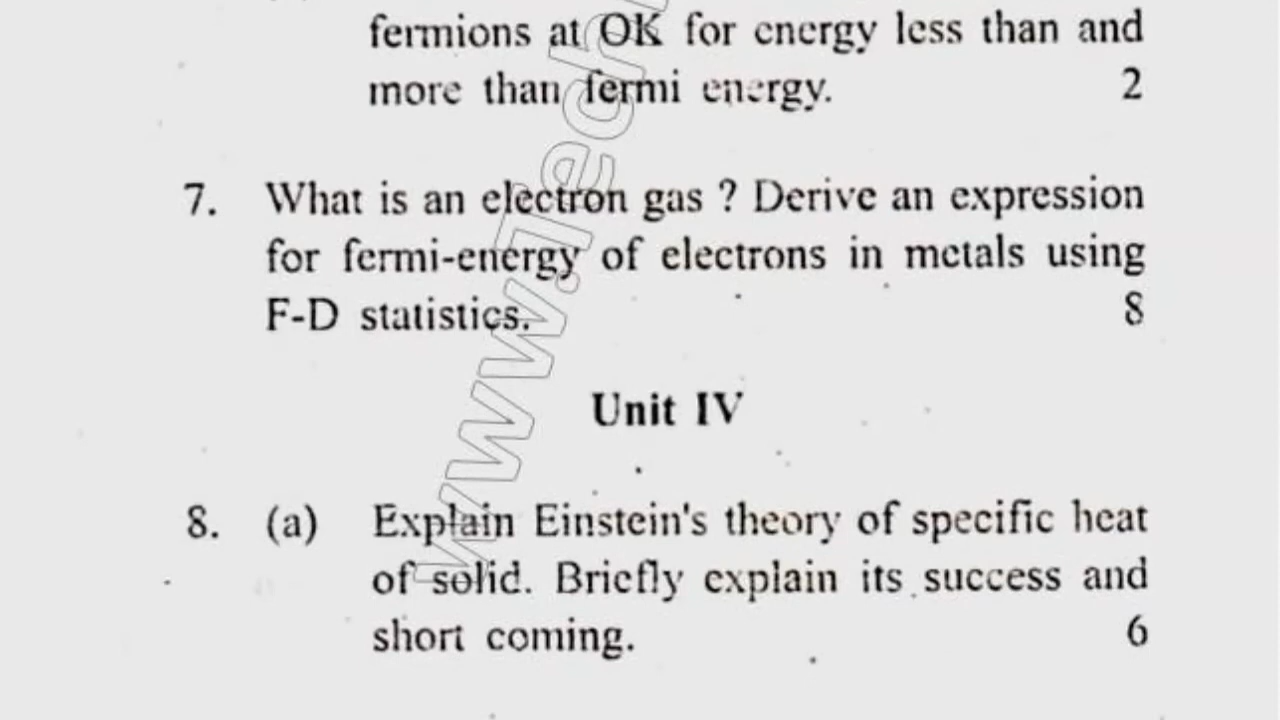 fermions at OK for energy less than and
more than fermi energy. 2
7. What is an electron gas ? Derive an expression
for fermi-energy of electrons in metals using
F-D statistics. 8
Unit IV
8. (a) Explain Einstein's theory of specific heat
of solid. Briefly explain its success and
short coming. 6